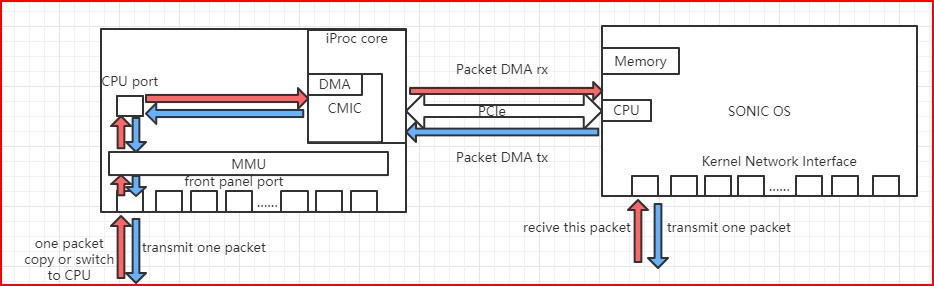 iProc core
DMA
CMIC
CPU port
MMU
front panel port
......
one packet
copy or switch
to CPU
transmit one packet
Packet DMA rx
PCIe
Packet DMA tx
Memory
CPU
SONIC OS
Kernel Network Interface
......
recive this packet
transmit one packet